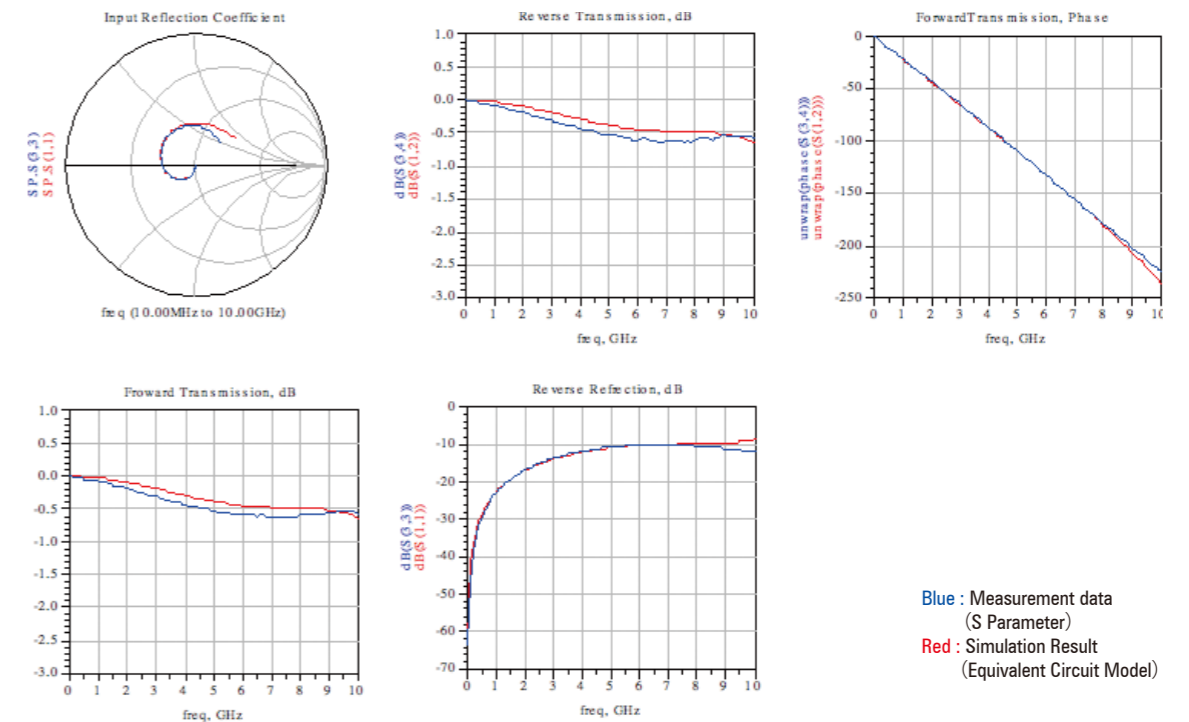 Input Reflection Coefficient
SP.S(3,3)
SP.S(1,1)
freq (10.00MHz to 10.00GHz)
Reverse Transmission, dB
dB(S(3,4))
dB(S(1,2))
1.0
0.5
0.0
-0.5
-1.0
-1.5
-2.0
-2.5
-3.0
0 1 2 3 4 5 6 7 8 9 10
freq, GHz
ForwardTransmission, Phase
unwrap(phase(S(3,4)))
unwrap(phase(S(1,2)))
0
-50
-100
-150
-200
-250
0 1 2 3 4 5 6 7 8 9 10
freq, GHz
Froward Transmission, dB
1.0
0.5
0.0
-0.5
-1.0
-1.5
-2.0
-2.5
-3.0
0 1 2 3 4 5 6 7 8 9 10
freq, GHz
Reverse Refrection, dB
dB(S(3,3))
dB(S(1,1))
0
-10
-20
-30
-40
-50
-60
-70
0 1 2 3 4 5 6 7 8 9 10
freq, GHz
Blue : Measurement data
(S Parameter)
Red : Simulation Result
(Equivalent Circuit Model)